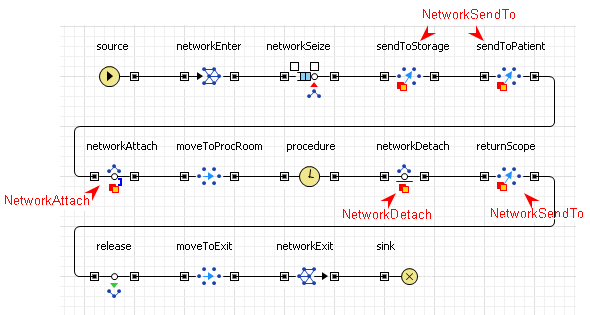 NetworkSendTo
source networkEnter networkSeize sendToStorage sendToPatient
networkAttach moveToProcRoom procedure networkDetach returnScope
NetworkAttach NetworkDetach NetworkSendTo
release moveToExit networkExit sink